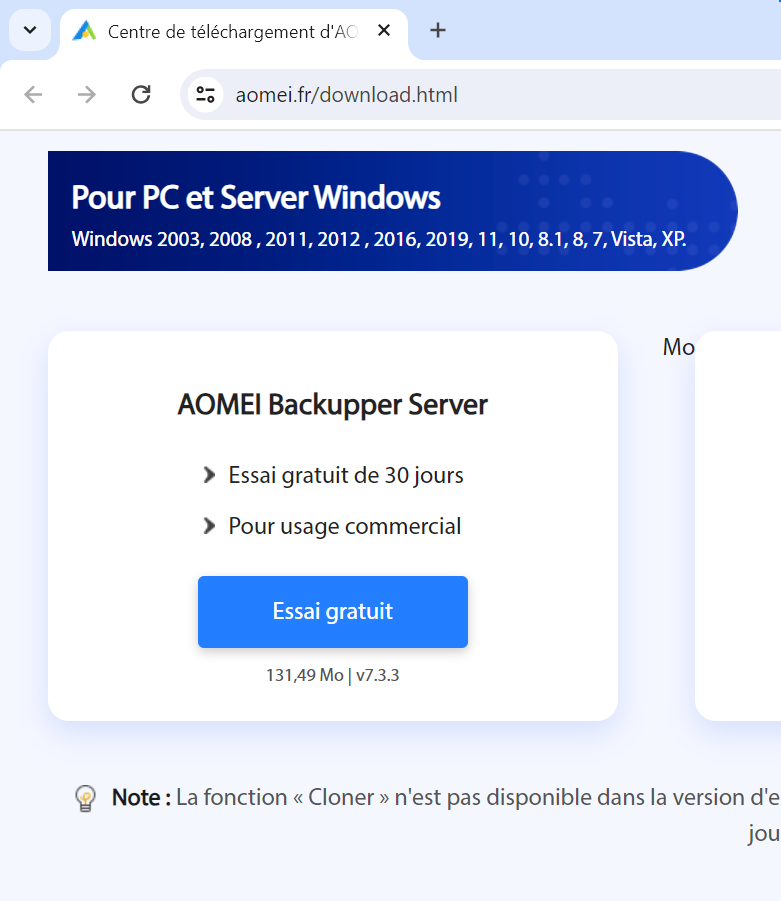 Centre de téléchargement d'AO
aomei.fr/download.html
Pour PC et Server Windows
Windows 2003, 2008 , 2011, 2012 , 2016, 2019, 11, 10, 8.1, 8, 7, Vista, XP.
Mo
AOMEI Backupper Server
Essai gratuit de 30 jours
Pour usage commercial
Essai gratuit
131,49 Mo | v7.3.3
Note : La fonction « Cloner » n'est pas disponible dans la version d'e
jou